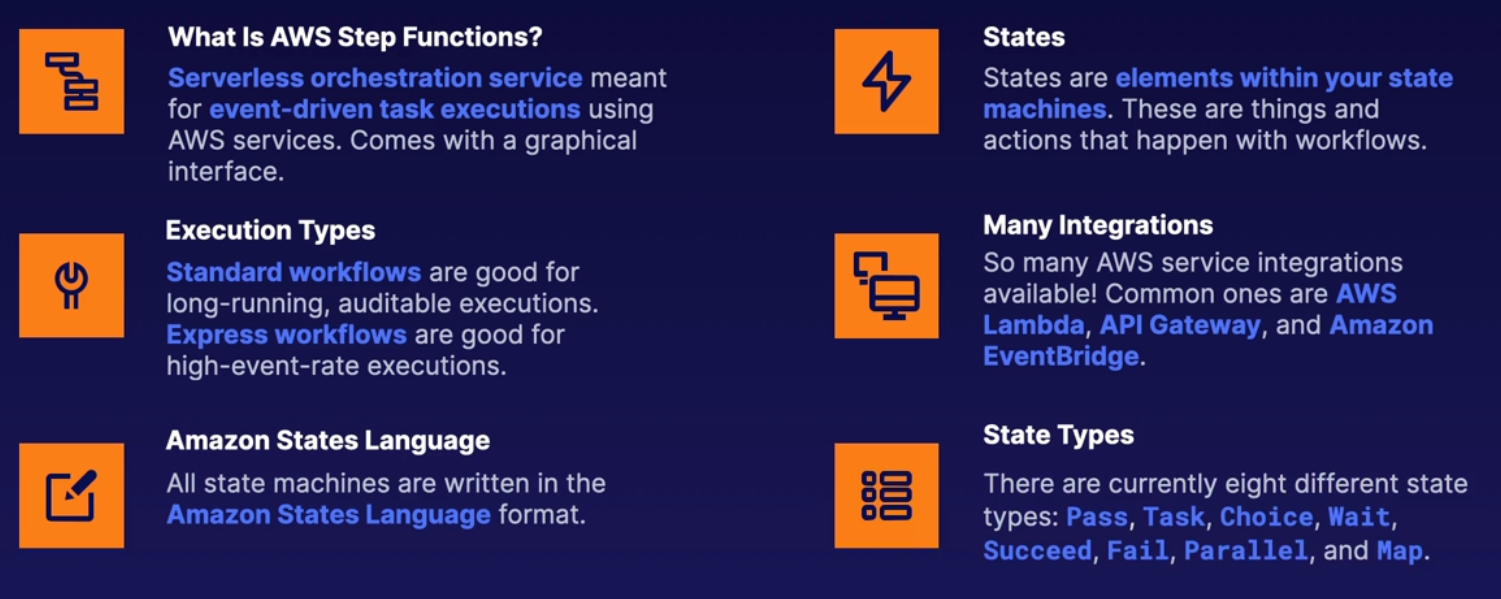 What Is AWS Step Functions?
Serverless orchestration service meant
for event-driven task executions using
AWS services. Comes with a graphical
interface.
Execution Types
Standard workflows are good for
long-running, auditable executions.
Express workflows are good for
high-event-rate executions.
Amazon States Language
All state machines are written in the
Amazon States Language format.
States
States are elements within your state
machines. These are things and
actions that happen with workflows.
Many Integrations
So many AWS service integrations
available! Common ones are AWS
Lambda, API Gateway, and Amazon
EventBridge.
State Types
There are currently eight different state
types: Pass, Task, Choice, Wait,
Succeed, Fail, Parallel, and Map.